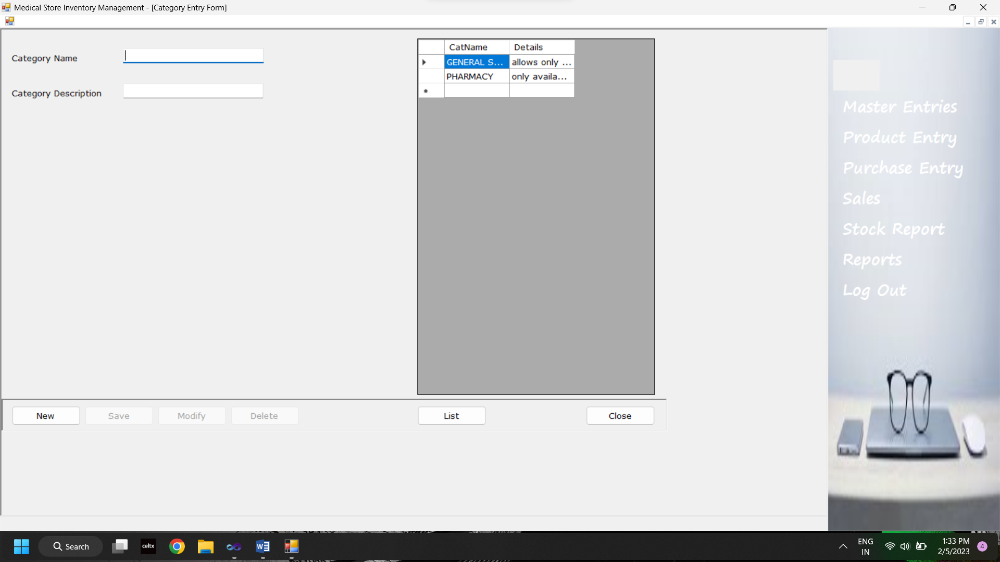 Medical Store Inventory Management - [Category Entry Form]
Category Name
Category Description
CatName Details
GENERAL S... allows only ...
PHARMACY only availa...
Master Entries
Product Entry
Purchase Entry
Sales
Stock Report
Reports
Log Out
New Save Modify Delete List Close
Search
celtx
W
ENG
IN
1:33 PM
2/5/2023
4